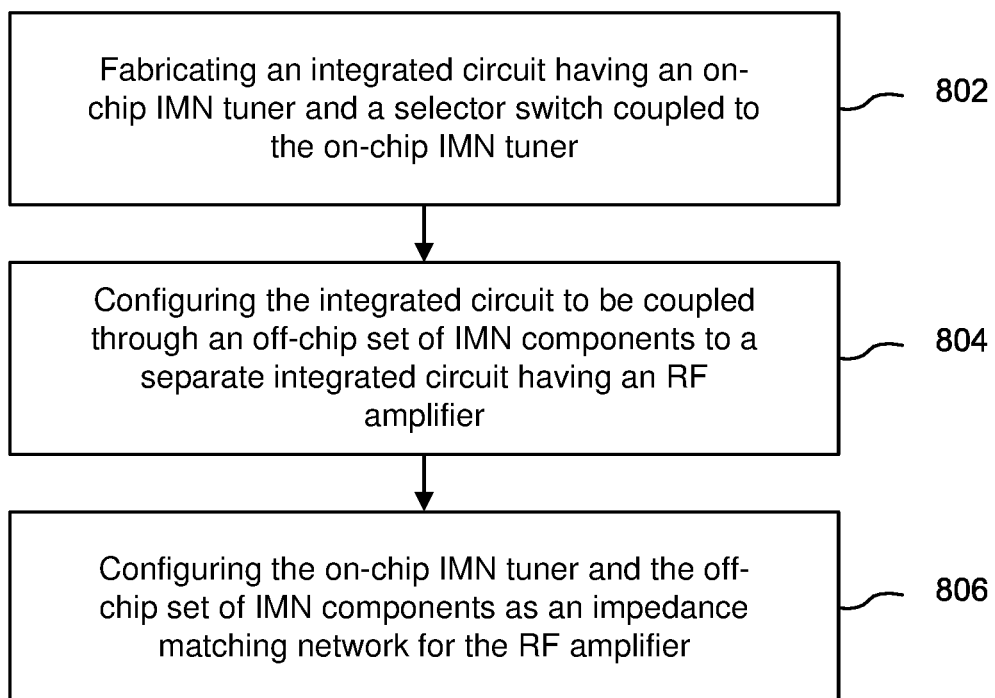 Fabricating an integrated circuit having an on-
chip IMN tuner and a selector switch coupled to
the on-chip IMN tuner
802
Configuring the integrated circuit to be coupled
through an off-chip set of IMN components to a
separate integrated circuit having an RF
amplifier
804
Configuring the on-chip IMN tuner and the off-
chip set of IMN components as an impedance
matching network for the RF amplifier
806